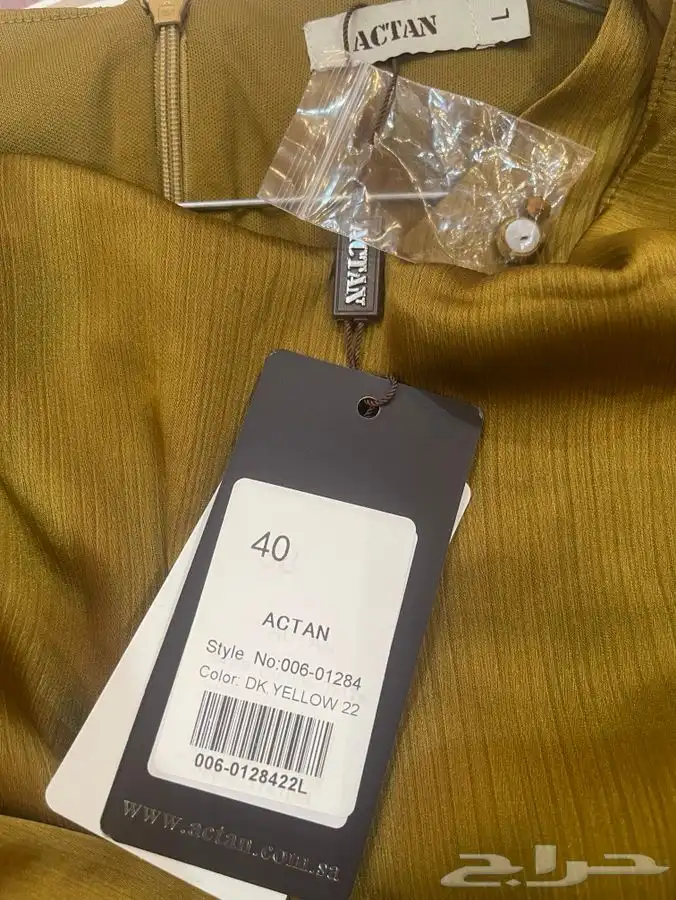 ACTAN
L
ACTAN
40
ACTAN
Style No:006-01284
Color: DK.YELLOW 22
006-0128422L
www.actan.com.sa
حراج